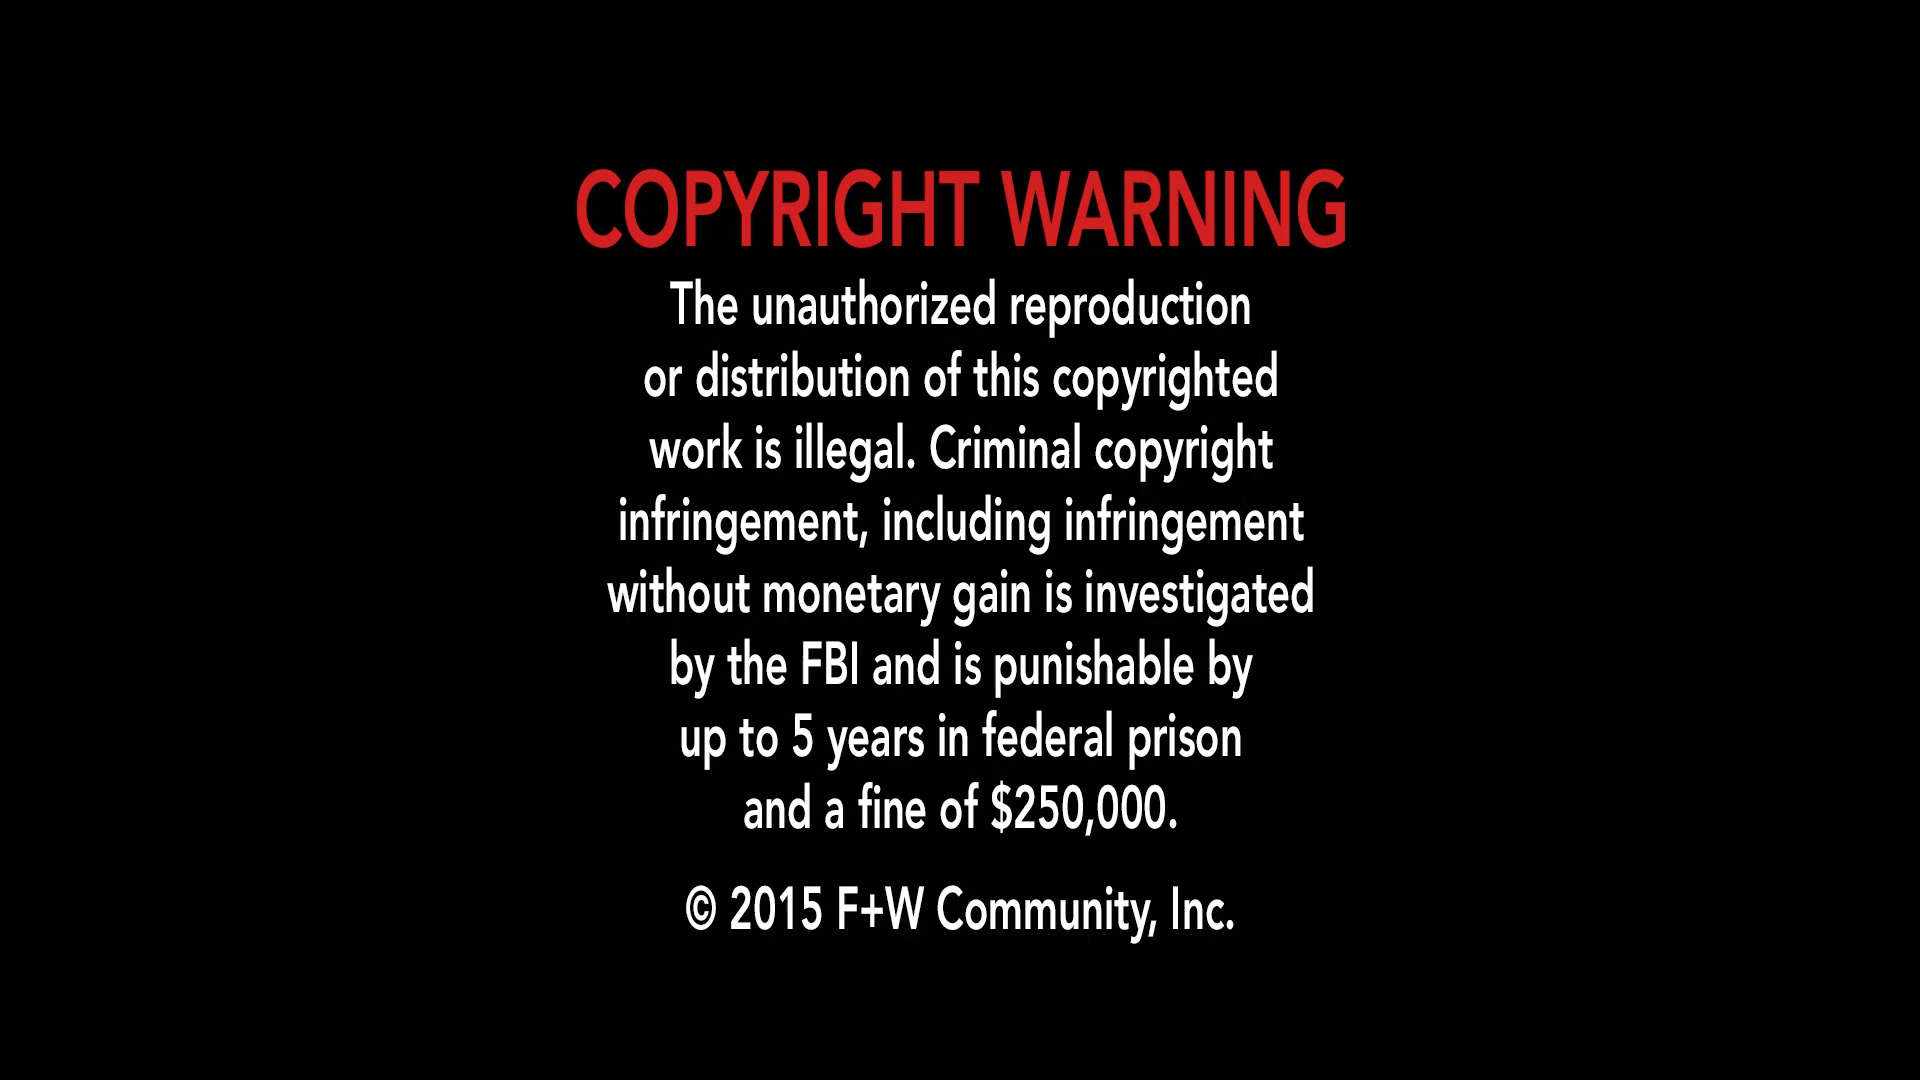 COPYRIGHT WARNING
The unauthorized reproduction
or distribution of this copyrighted
work is illegal. Criminal copyright
infringement, including infringement
without monetary gain is investigated
by the FBI and is punishable by
up to 5 years in federal prison
and a fine of $250,000.
© 2015 F+W Community, Inc.